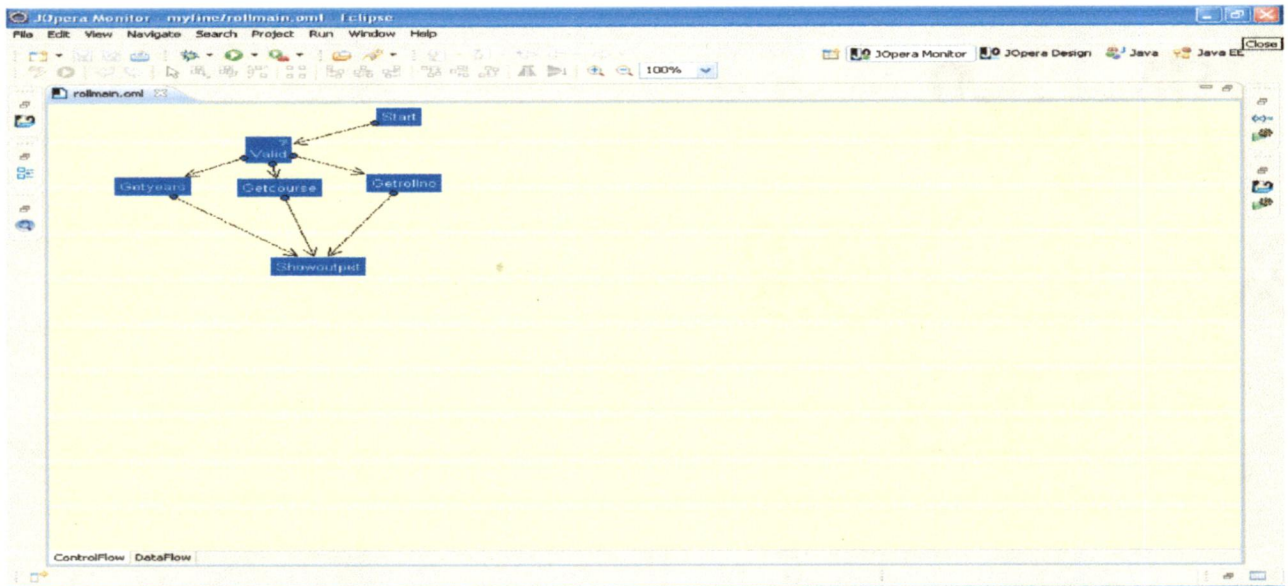 JOpera Monitor myfine/rollmain.oml Eclipse
File Edit View Navigate Search Project Run Window Help
Close
100%
JOpera Monitor JOpera Design Java Java EE
rollmain.oml
Start
Valid
Getyears Getcourse Getrollno
Showoutput
ControlFlow DataFlow